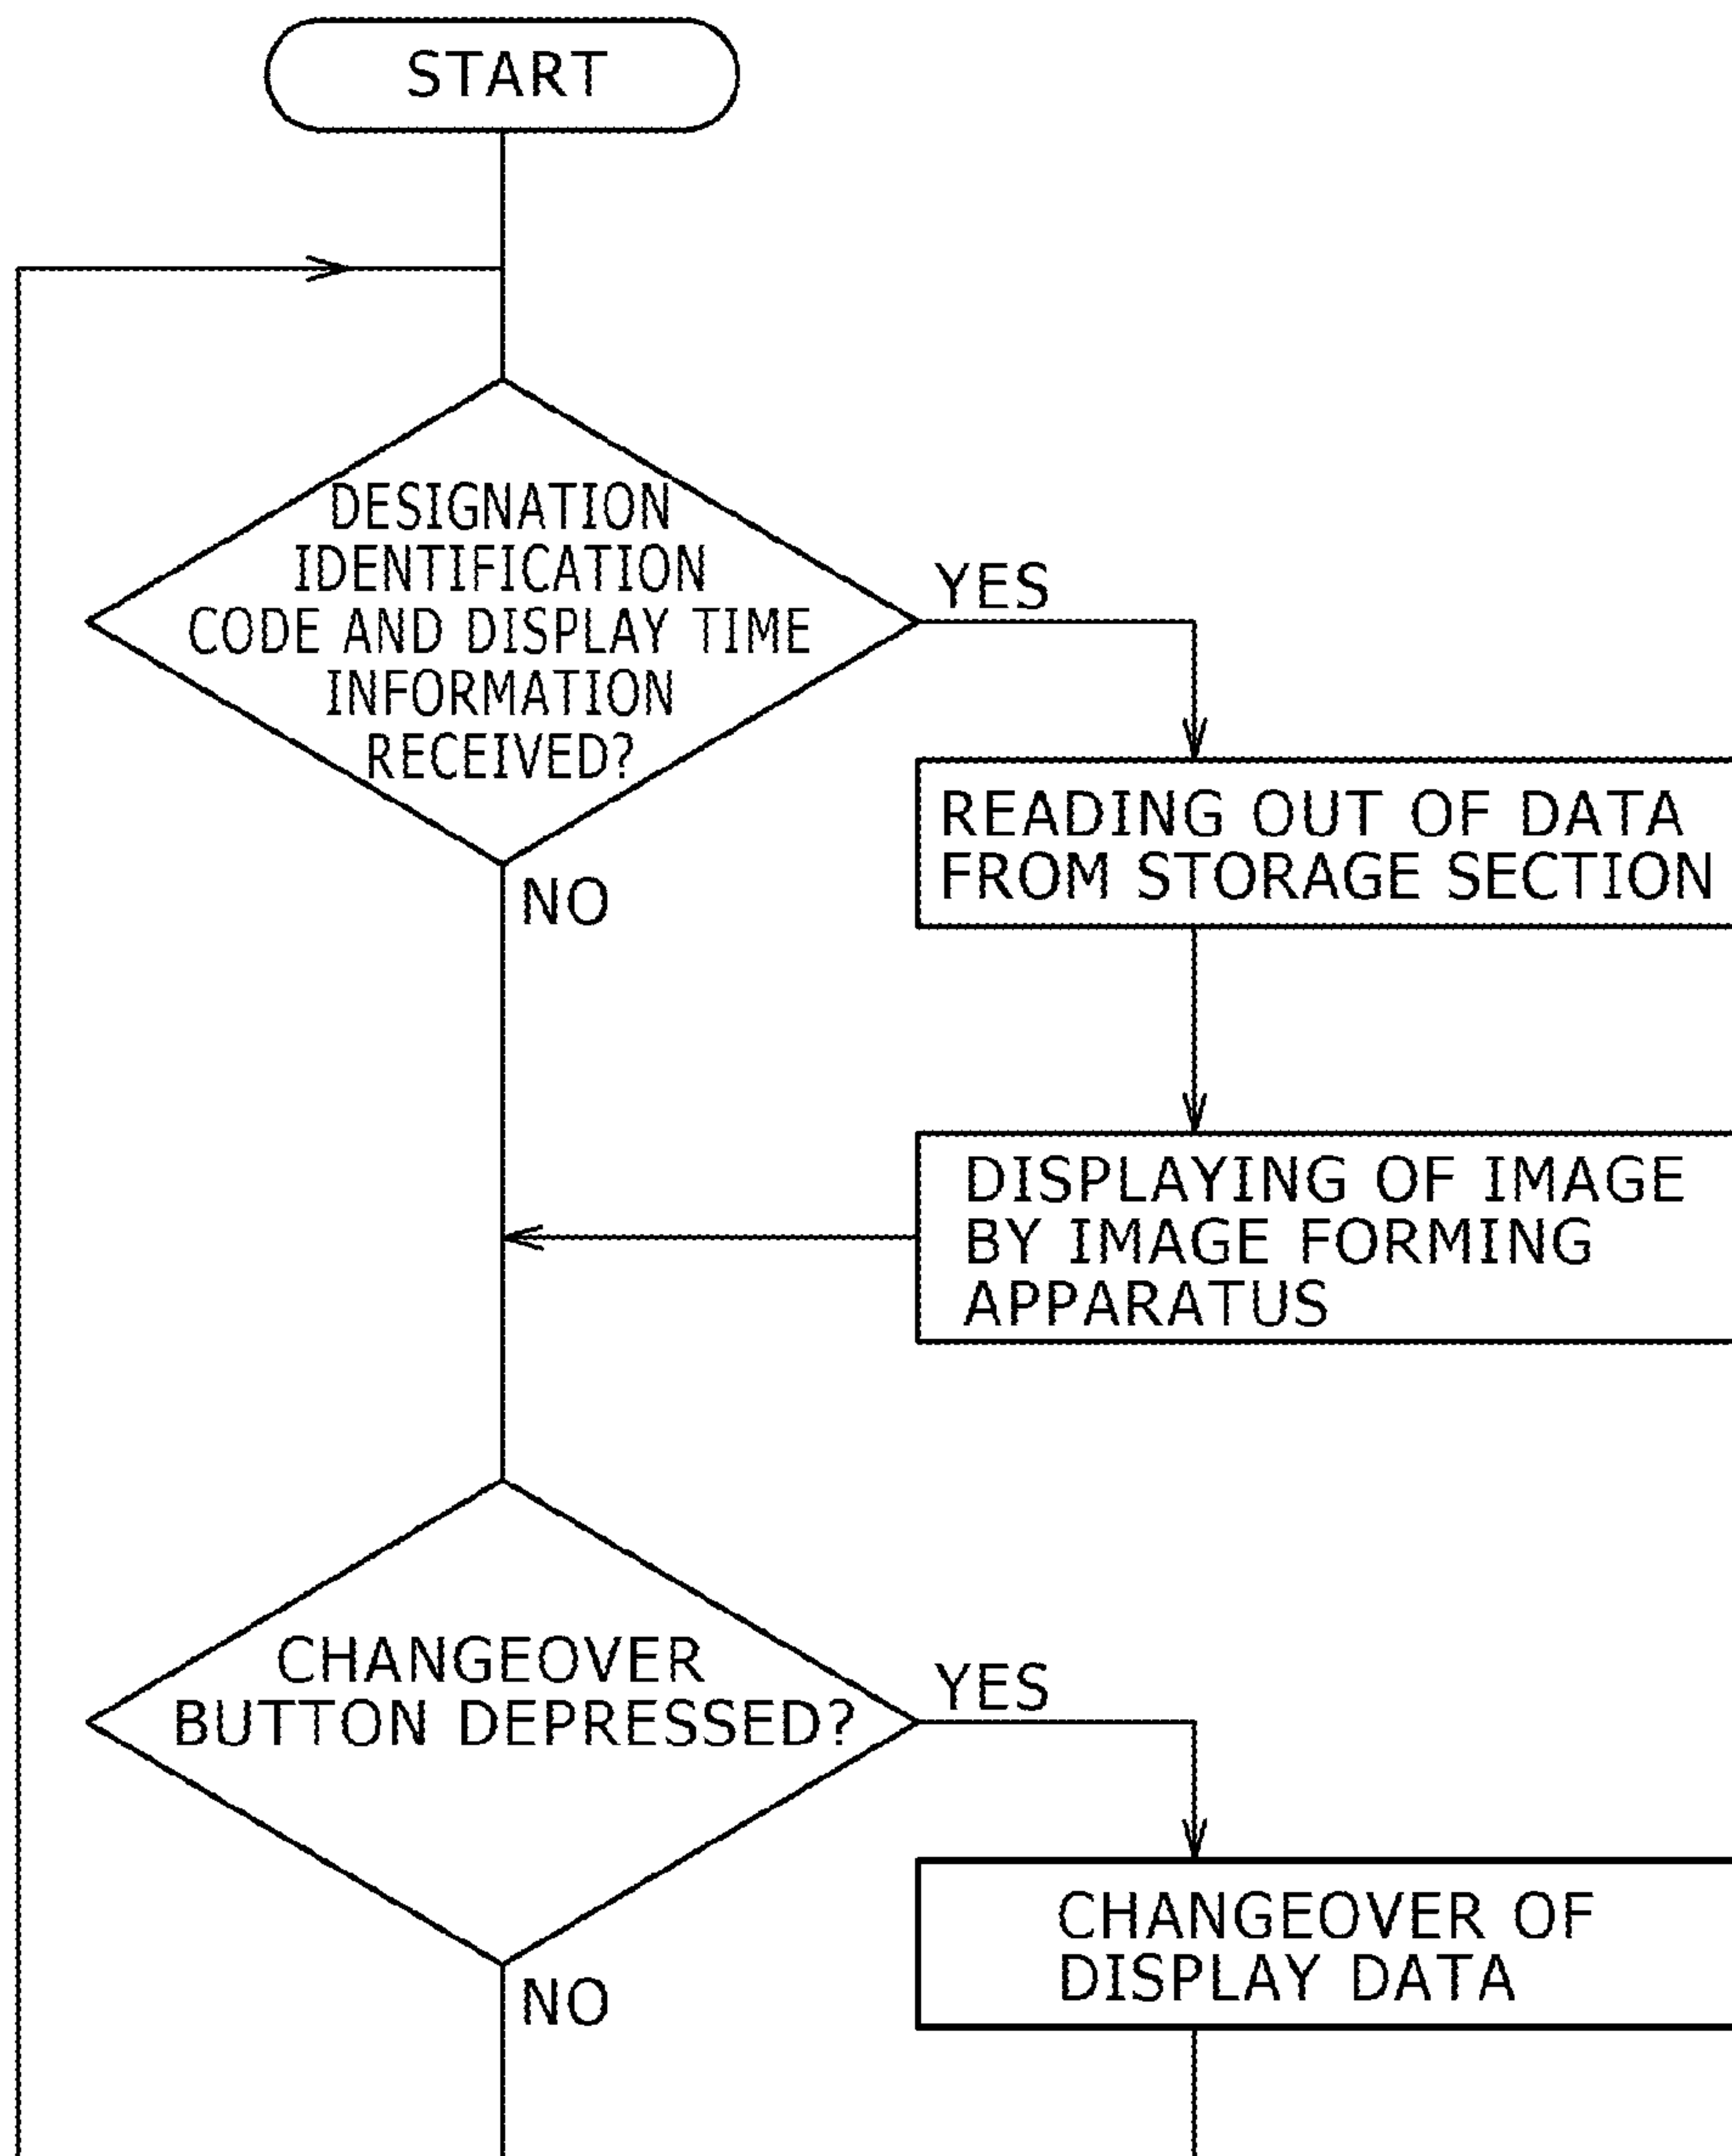 START
DESIGNATION
IDENTIFICATION
CODE AND DISPLAY TIME
INFORMATION
RECEIVED?
YES
NO
READING OUT OF DATA
FROM STORAGE SECTION
DISPLAYING OF IMAGE
BY IMAGE FORMING
APPARATUS
CHANGEOVER
BUTTON DEPRESSED?
YES
NO
CHANGEOVER OF
DISPLAY DATA